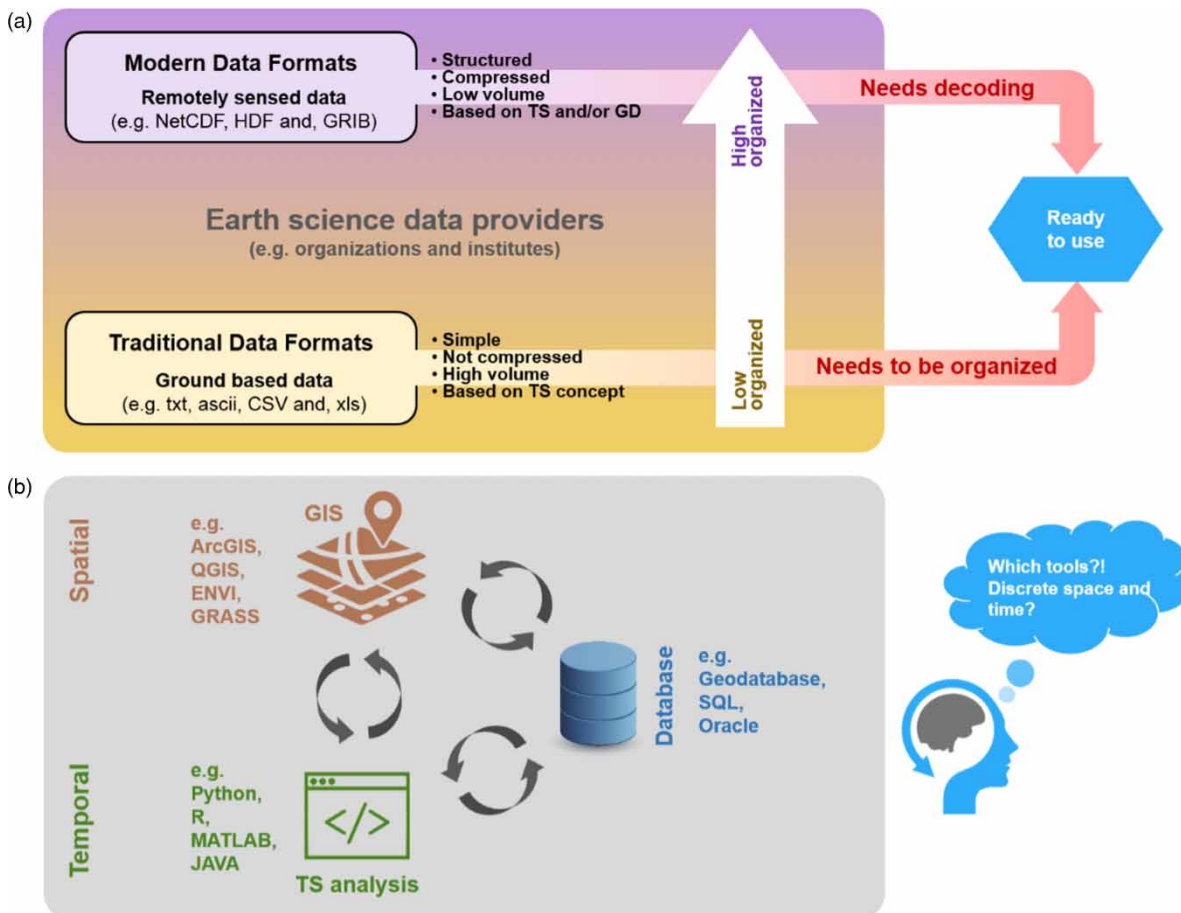 (a)
Modern Data Formats
Remotely sensed data
(e.g. NetCDF, HDF and, GRIB)
• Structured
• Compressed
• Low volume
• Based on TS and/or GD
High
organized
Needs decoding
Earth science data providers
(e.g. organizations and institutes)
Ready
to use
Traditional Data Formats
Ground based data
(e.g. txt, ascii, CSV and, xls)
• Simple
• Not compressed
• High volume
• Based on TS concept
Low
organized
Needs to be organized
(b)
Spatial
e.g.
ArcGIS,
QGIS,
ENVI,
GRASS
GIS
Database
e.g.
Geodatabase,
SQL,
Oracle
Which tools?!
Discrete space and
time?
Temporal
e.g.
Python,
R,
MATLAB,
JAVA
</>
TS analysis